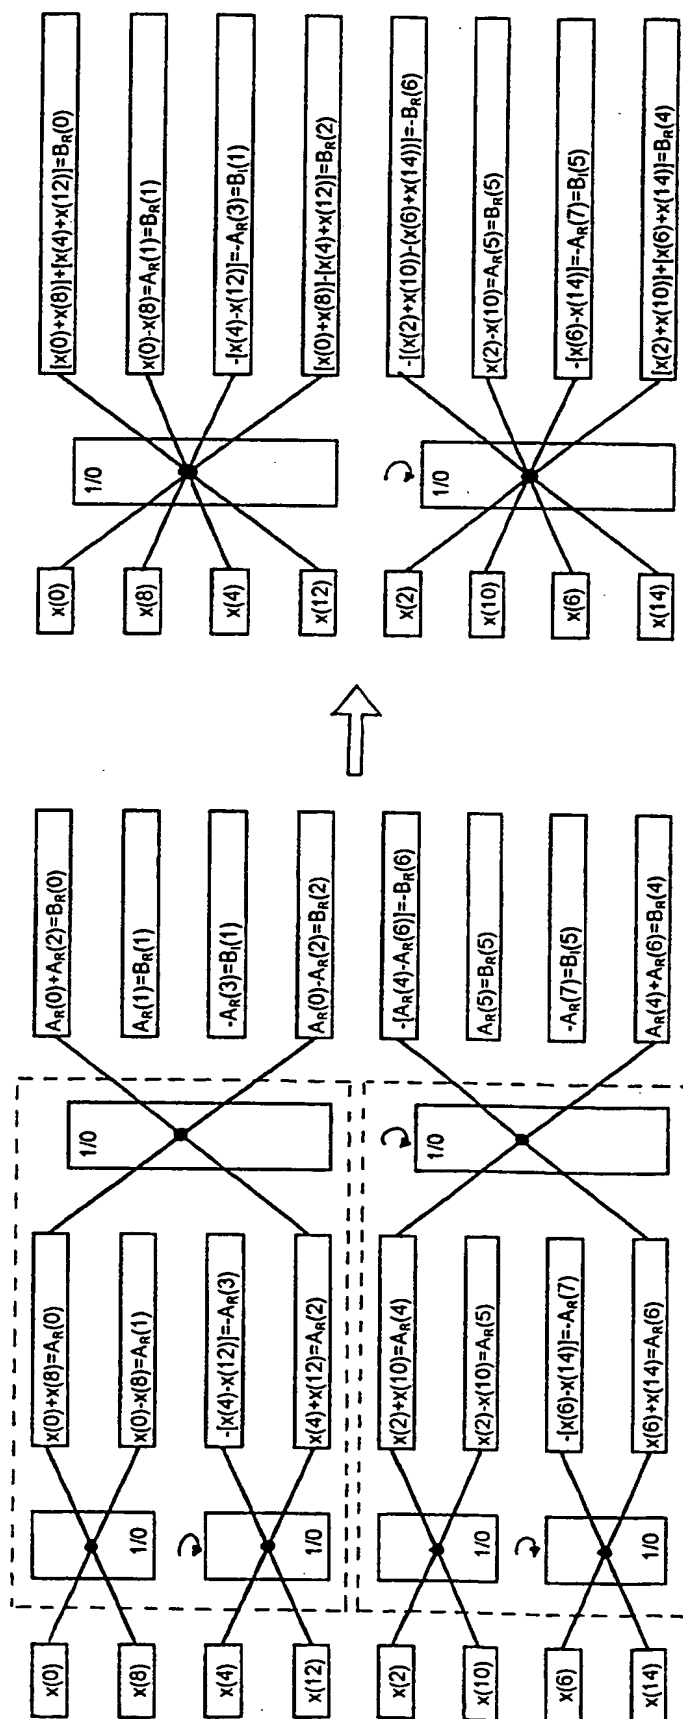 x(0)
x(8)
x(4)
x(12)
x(2)
x(10)
x(6)
x(14)
1/0
1/0
1/0
1/0
x(0)+x(8)=A_R(0)
x(0)-x(8)=A_R(1)
-[x(4)-x(12)]=-A_R(3)
x(4)+x(12)=A_R(2)
x(2)+x(10)=A_R(4)
x(2)-x(10)=A_R(5)
-[x(6)-x(14)]=-A_R(7)
x(6)+x(14)=A_R(6)
1/0
1/0
A_R(0)+A_R(2)=B_R(0)
A_R(1)=B_R(1)
-A_R(3)=B_I(1)
A_R(0)-A_R(2)=B_R(2)
-[A_R(4)-A_R(6)]=-B_R(6)
A_R(5)=B_R(5)
-A_R(7)=B_I(5)
A_R(4)+A_R(6)=B_R(4)
x(0)
x(8)
x(4)
x(12)
x(2)
x(10)
x(6)
x(14)
1/0
1/0
[x(0)+x(8)]+[x(4)+x(12)]=B_R(0)
x(0)-x(8)=A_R(1)=B_R(1)
-[x(4)-x(12)]=-A_R(3)=B_I(1)
[x(0)+x(8)]-[x(4)+x(12)]=B_R(2)
-[(x(2)+x(10))-(x(6)+x(14))]=-B_R(6)
x(2)-x(10)=A_R(5)=B_R(5)
-[x(6)-x(14)]=-A_R(7)=B_I(5)
[x(2)+x(10)]+[x(6)+x(14)]=B_R(4)